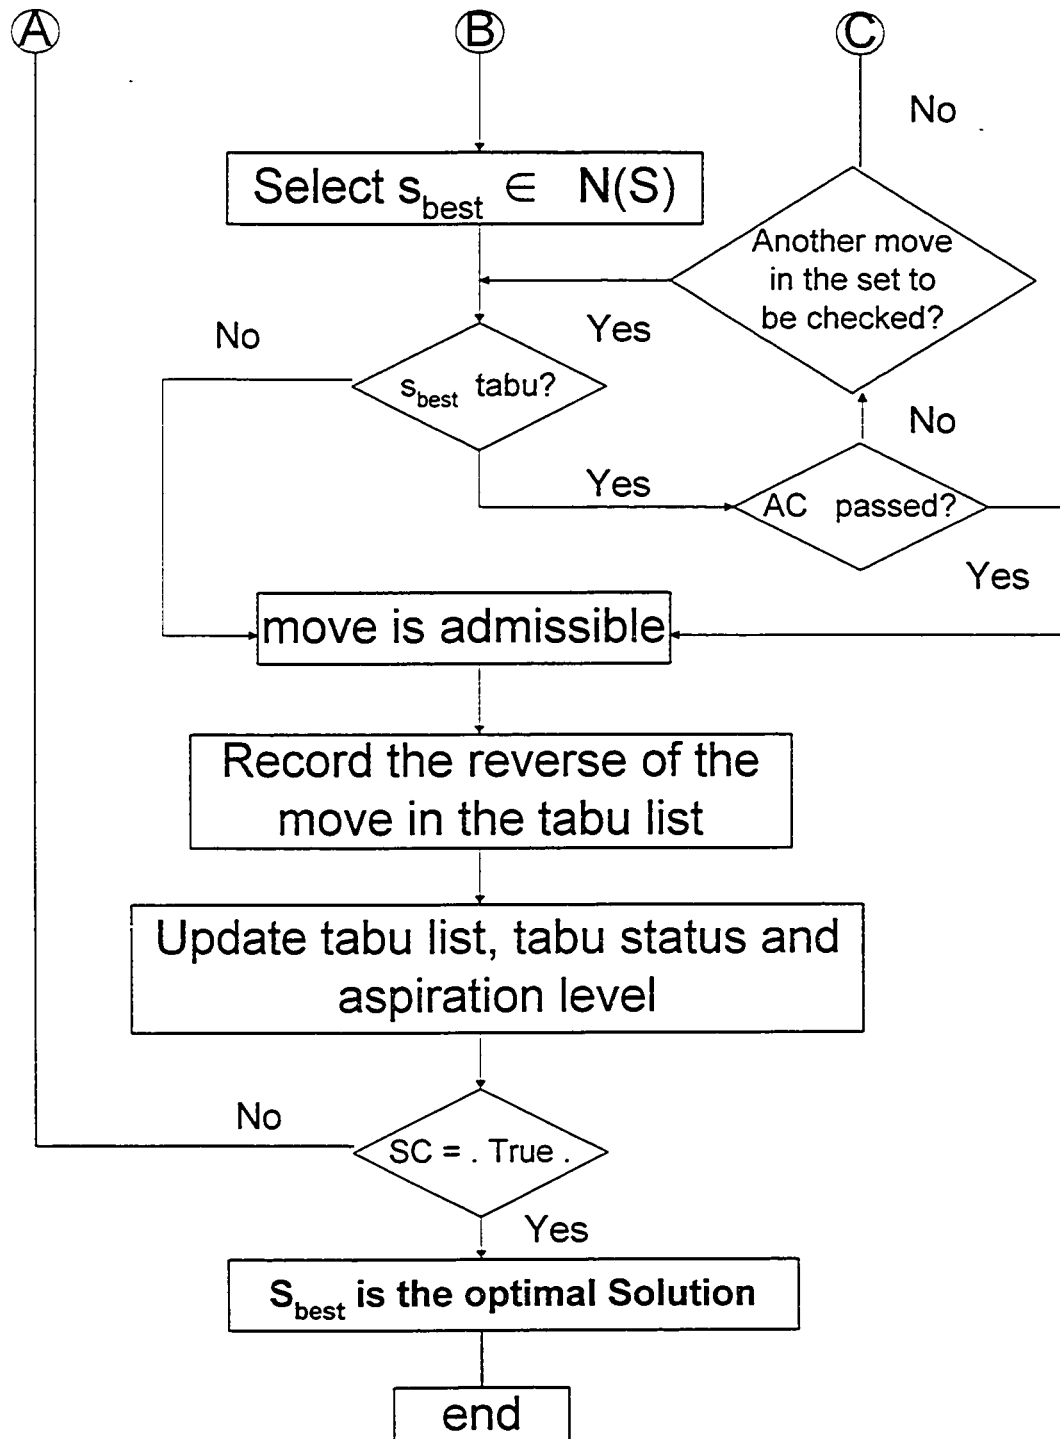 A
B
C
No
Select s_best ∈ N(S)
Another move
in the set to
be checked?
No
Yes
s_best tabu?
No
Yes
AC passed?
Yes
move is admissible
Record the reverse of the
move in the tabu list
Update tabu list, tabu status and
aspiration level
No
SC = . True .
Yes
S_best is the optimal Solution
end